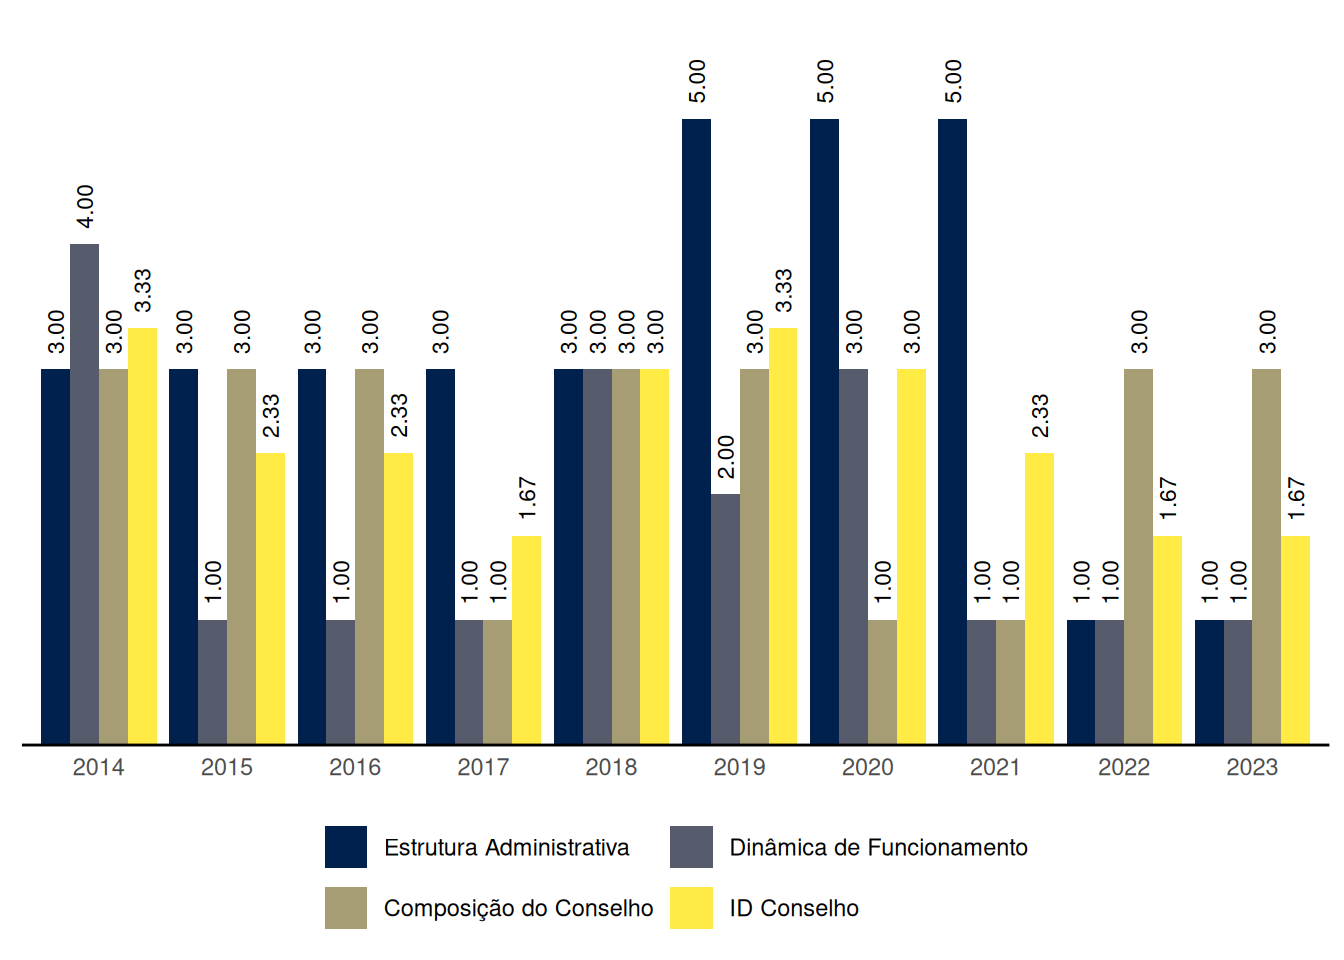 3.00 4.00 3.00 3.33
3.00 1.00 3.00 2.33
3.00 1.00 3.00 2.33
3.00 1.00 1.00 1.67
3.00 3.00 3.00 3.00
5.00 2.00 3.00 3.33
5.00 3.00 1.00 3.00
5.00 1.00 1.00 2.33
1.00 1.00 3.00 1.67
1.00 1.00 3.00 1.67
2014 2015 2016 2017 2018 2019 2020 2021 2022 2023
Estrutura Administrativa Dinâmica de Funcionamento
Composição do Conselho ID Conselho